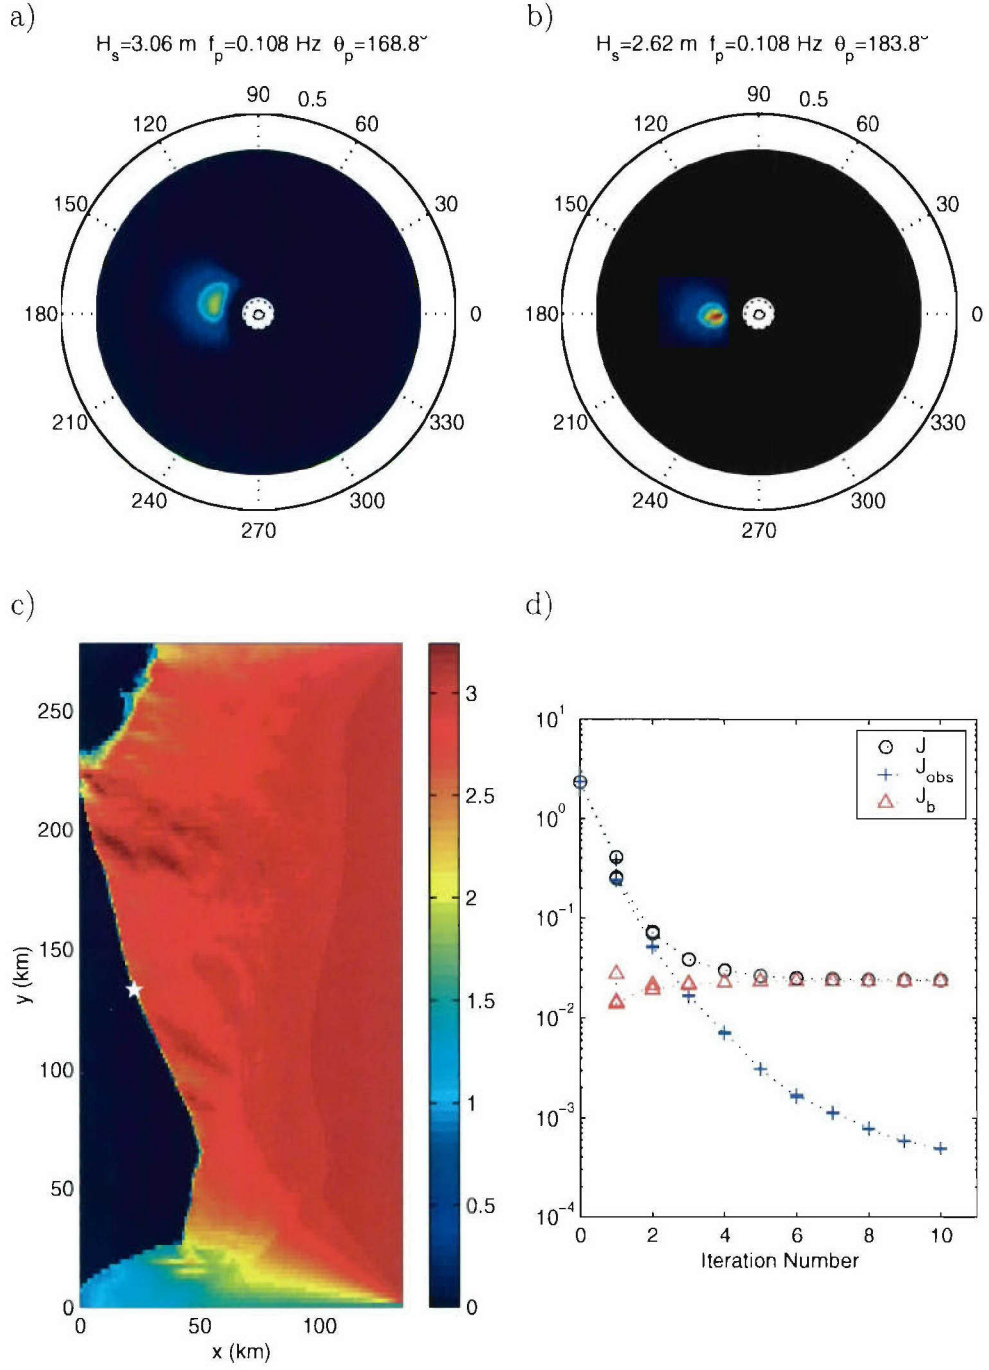 a)
H_s=3.06 m f_p=0.108 Hz θ_p=168.8°
90 0.5
120 60
150 30
180 0
210 330
240 300
270
b)
H_s=2.62 m f_p=0.108 Hz θ_p=183.8°
90 0.5
120 60
150 30
180 0
210 330
240 300
270
c)
y (km)
250
200
150
100
50
0
0 50 100
x (km)
3
2.5
2
1.5
1
0.5
0
d)
10^1
10^0
10^-1
10^-2
10^-3
10^-4
J
J_obs
J_b
0 2 4 6 8 10
Iteration Number